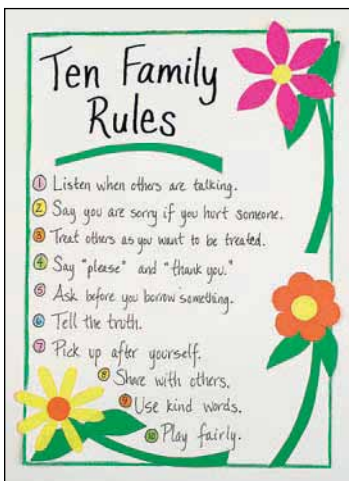 Ten Family
Rules
1 Listen when others are talking.
2 Say you are sorry if you hurt someone.
3 Treat others as you want to be treated.
4 Say "please" and "thank you."
5 Ask before you borrow something.
6 Tell the truth.
7 Pick up after yourself.
8 Share with others.
9 Use kind words.
10 Play fairly.